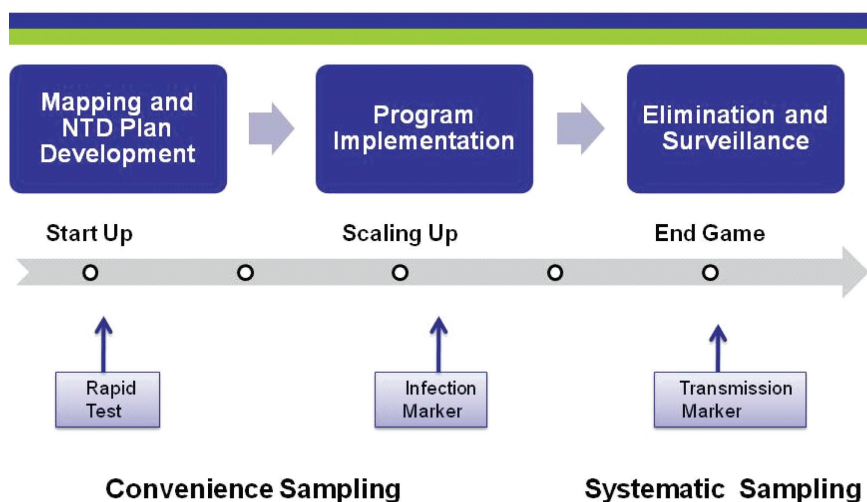 Mapping and
NTD Plan
Development
Program
Implementation
Elimination and
Surveillance
Start Up
Scaling Up
End Game
Rapid
Test
Infection
Marker
Transmission
Marker
Convenience Sampling
Systematic Sampling